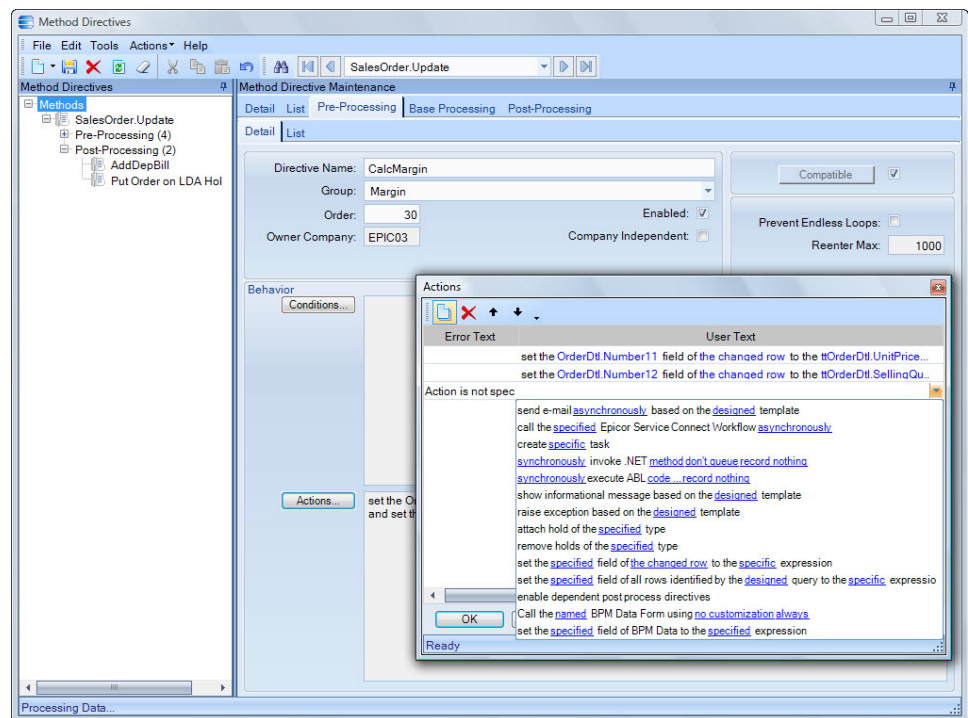 Method Directives
File Edit Tools Actions Help
SalesOrder.Update
Method Directives
Methods
SalesOrder.Update
Pre-Processing (4)
Post-Processing (2)
AddDepBill
Put Order on LDA Hol
Method Directive Maintenance
Detail List Pre-Processing Base Processing Post-Processing
Detail List
Directive Name: CalcMargin
Group: Margin
Order: 30
Enabled:
Owner Company: EPIC03
Company Independent:
Compatible
Prevent Endless Loops:
Reenter Max: 1000
Behavior
Conditions...
Actions...
set the O
and set th
Actions
Error Text User Text
set the OrderDtl.Number11 field of the changed row to the ttOrderDtl.UnitPrice...
set the OrderDtl.Number12 field of the changed row to the ttOrderDtl.SellingQu..
Action is not spec
send e-mail asynchronously based on the designed template
call the specified Epicor Service Connect Workflow asynchronously
create specific task
synchronously invoke .NET method don't queue record nothing
synchronously execute ABL code ... record nothing
show informational message based on the designed template
raise exception based on the designed template
attach hold of the specified type
remove holds of the specified type
set the specified field of the changed row to the specific expression
set the specified field of all rows identified by the designed query to the specific expressio
enable dependent post process directives
Call the named BPM Data Form using no customization always
set the specified field of BPM Data to the specified expression
OK
Ready
Processing Data...